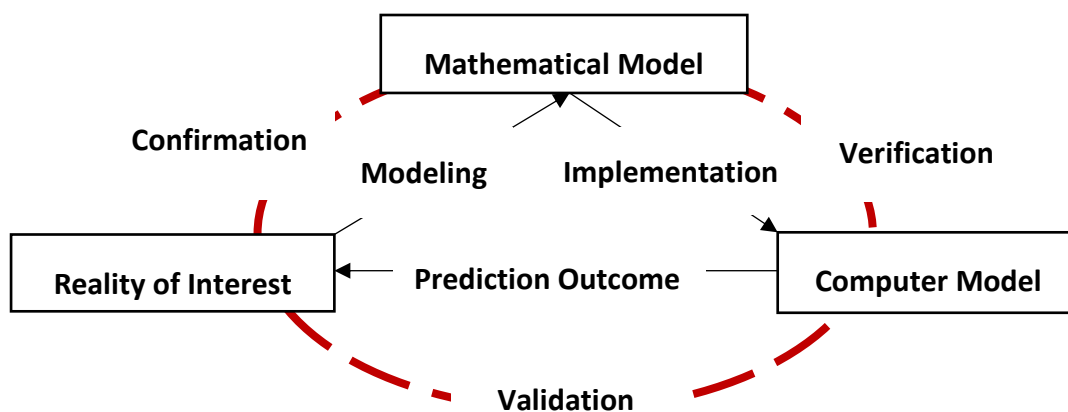 Mathematical Model
Confirmation
Verification
Modeling
Implementation
Reality of Interest
Prediction Outcome
Computer Model
Validation